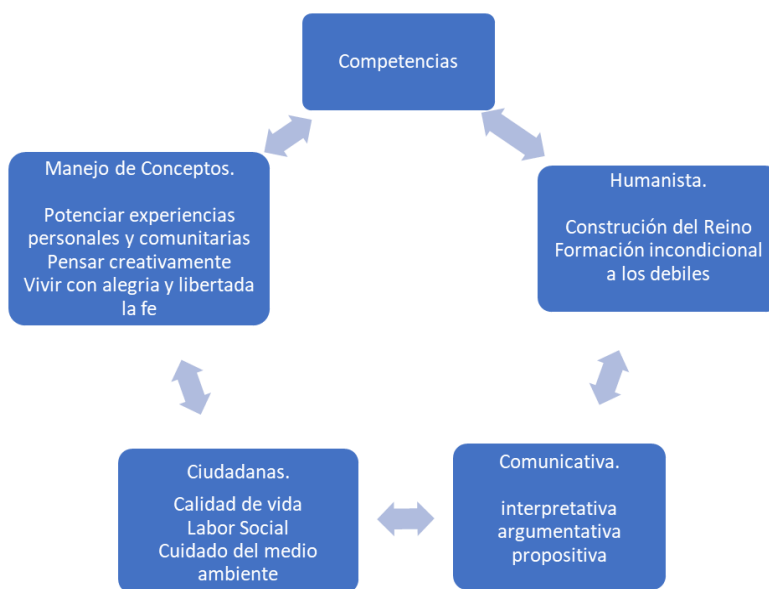 Competencias
Manejo de Conceptos.
Potenciar experiencias
personales y comunitarias
Pensar creativamente
Vivir con alegria y libertada
la fe
Humanista.
Construción del Reino
Formación incondicional
a los debiles
Ciudadanas.
Calidad de vida
Labor Social
Cuidado del medio
ambiente
Comunicativa.
interpretativa
argumentativa
propositiva